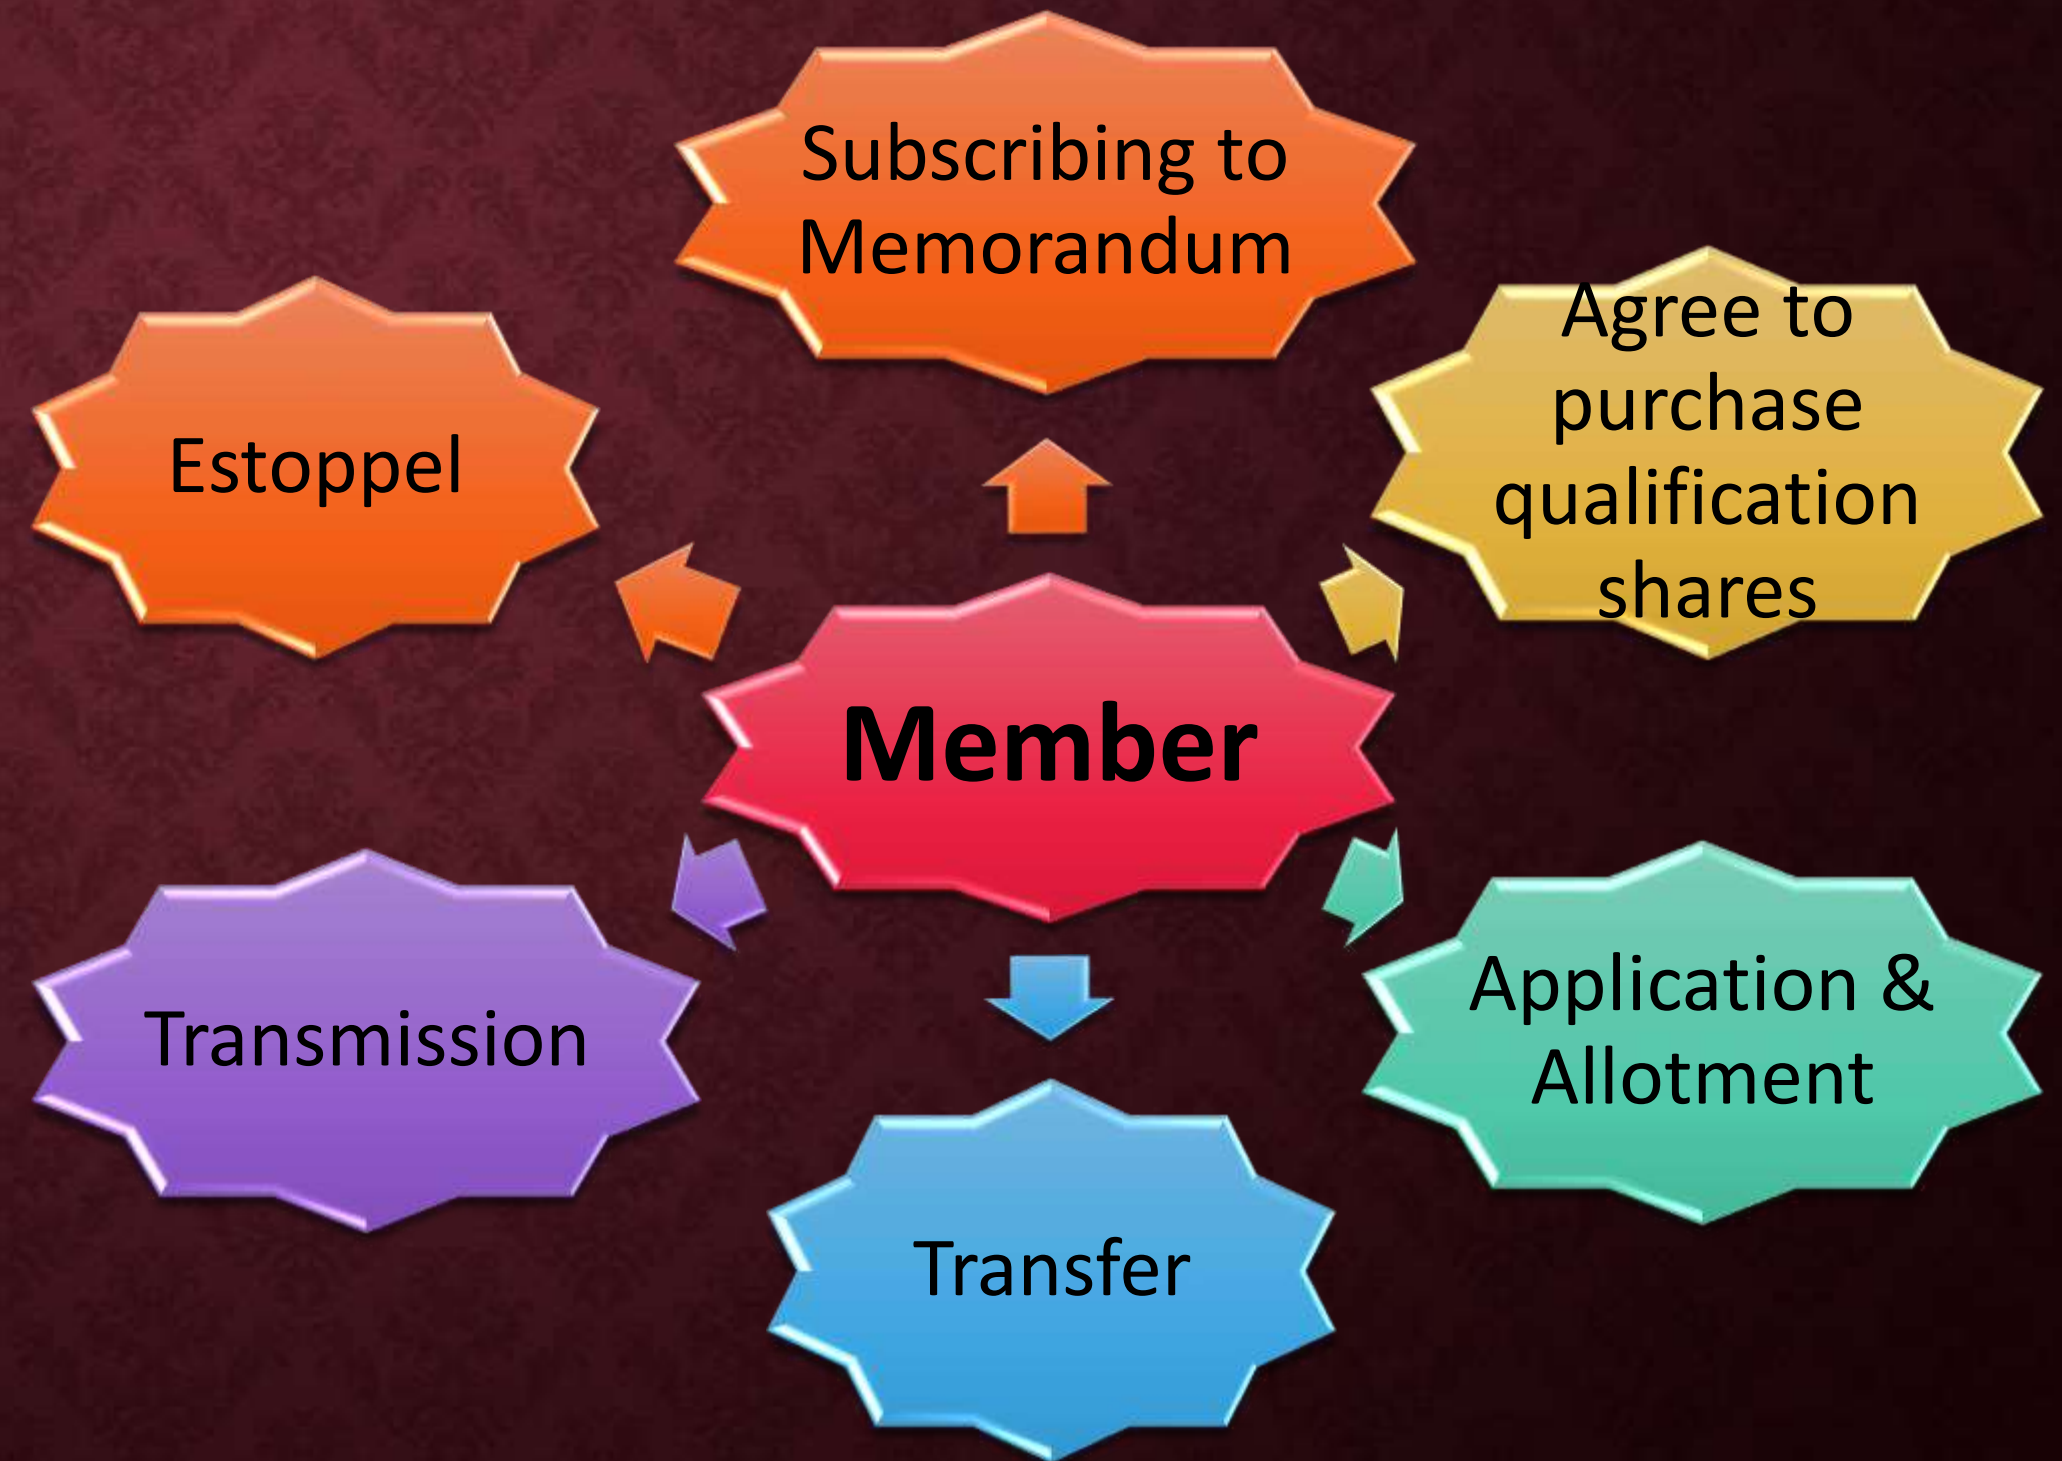 Subscribing to
Memorandum
Agree to
purchase
qualification
shares
Estoppel
Member
Application &
Allotment
Transmission
Transfer